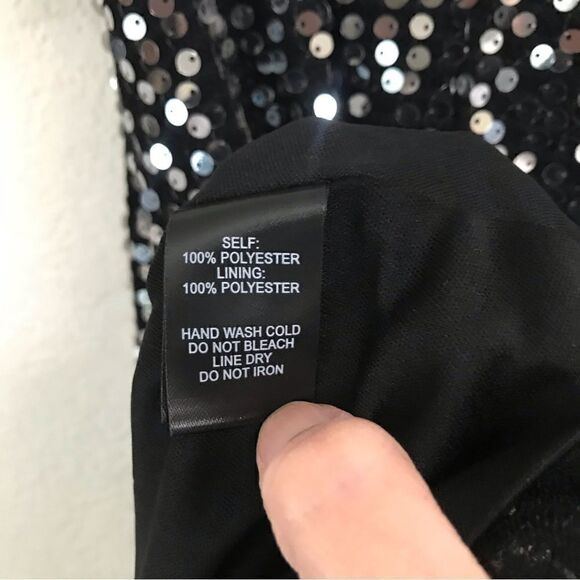 SELF:
100% POLYESTER
LINING:
100% POLYESTER
HAND WASH COLD
DO NOT BLEACH
LINE DRY
DO NOT IRON